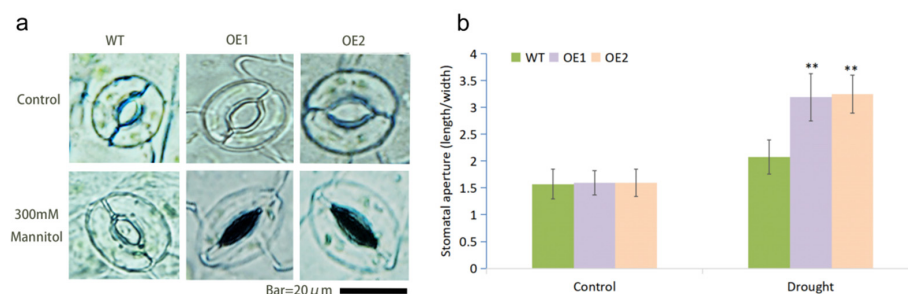 a
WT OE1 OE2
Control
300mM
Mannitol
Bar=20μm
b
Stomatal aperture (length/width)
WT OE1 OE2
4
3.5
3
2.5
2
1.5
1
0.5
0
** **
Control Drought